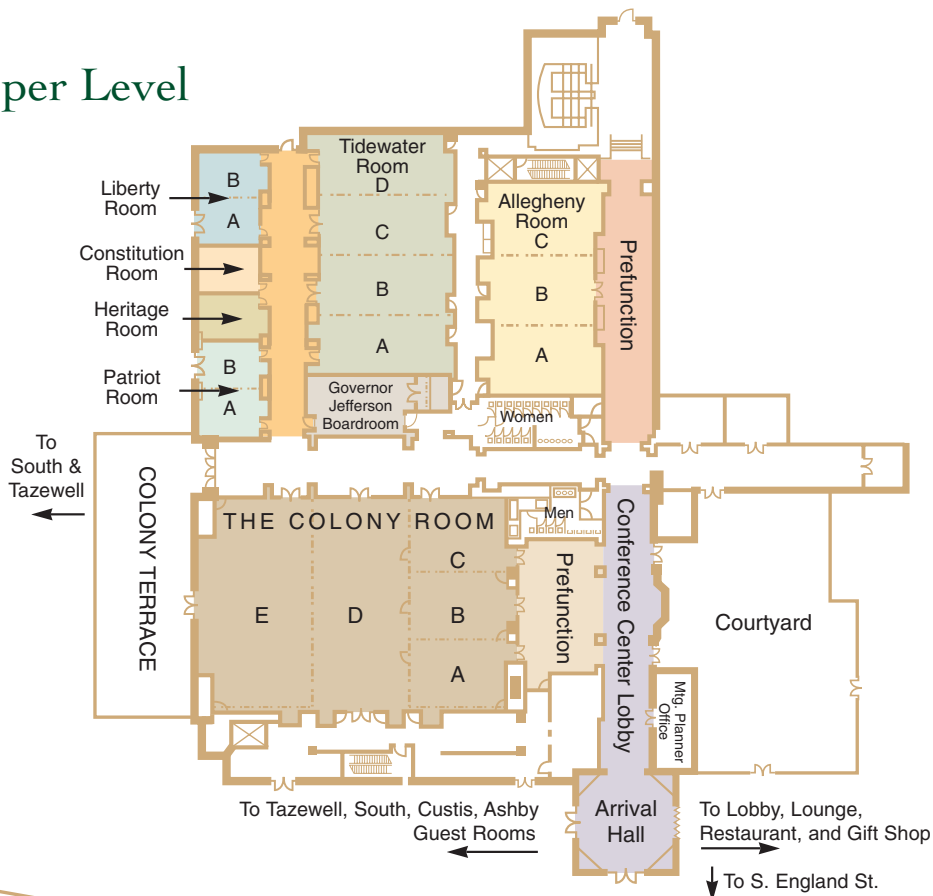 per Level
Tidewater
Room
D
C
B
A
Liberty
Room
B
A
Constitution
Room
Heritage
Room
Patriot
Room
B
A
Allegheny
Room
C
B
A
Prefunction
Governor
Jefferson
Boardroom
Women
To
South &
Tazewell
COLONY TERRACE
THE COLONY ROOM
C
B
A
D
E
Men
Prefunction
Conference Center Lobby
Courtyard
Mtg. Planner
Office
To Tazewell, South, Custis, Ashby
Guest Rooms
Arrival
Hall
To Lobby, Lounge,
Restaurant, and Gift Shop
To S. England St.